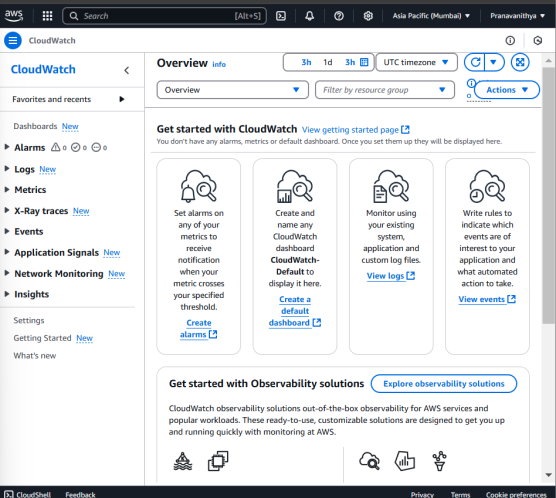 aws
Search [Alt+S]
Asia Pacific (Mumbai)
Pranavanithya
CloudWatch
CloudWatch
Favorites and recents
Dashboards New
Alarms 0 0 0
Logs New
Metrics
X-Ray traces New
Events
Application Signals New
Network Monitoring New
Insights
Settings
Getting Started New
What's new
Overview info
3h 1d 3h
UTC timezone
Overview
Filter by resource group
Actions
Get started with CloudWatch View getting started page
You don't have any alarms, metrics or default dashboard. Once you set them up they will be displayed here.
Set alarms on
any of your
metrics to
receive
notification
when your
metric crosses
your specified
threshold.
Create
alarms
Create and
name any
CloudWatch
dashboard
CloudWatch-
Default to
display it here.
Create a
default
dashboard
Monitor using
your existing
system,
application and
custom log files.
View logs
Write rules to
indicate which
events are of
interest to your
application and
what automated
action to take.
View events
Get started with Observability solutions
Explore observability solutions
CloudWatch observability solutions out-of-the-box observability for AWS services and
popular workloads. These ready-to-use, customizable solutions are designed to get you up
and running quickly with monitoring at AWS.
CloudShell Feedback
Privacy Terms Cookie preferences